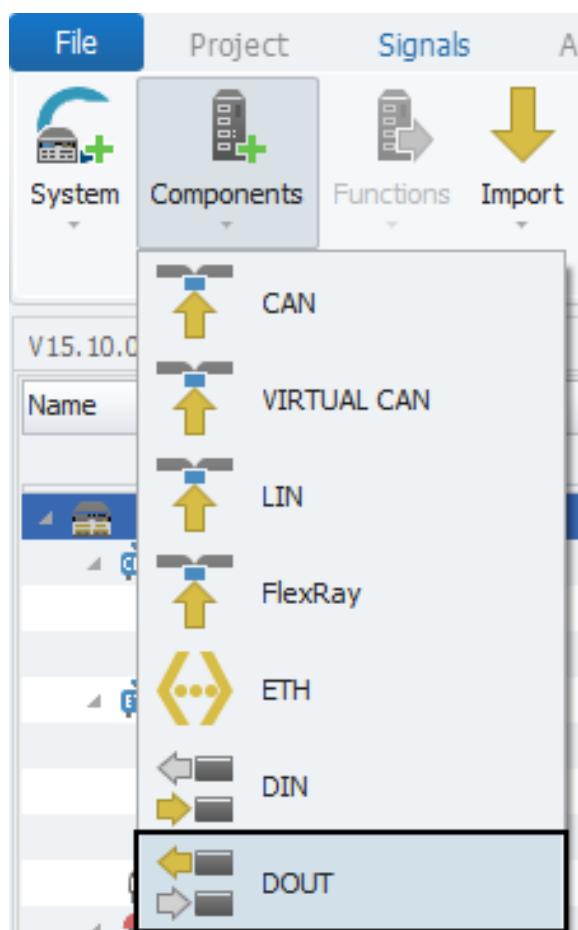 File Project Signals A
System Components Functions Import
CAN
V15.10.0
Name
VIRTUAL CAN
LIN
FlexRay
ETH
DIN
DOUT